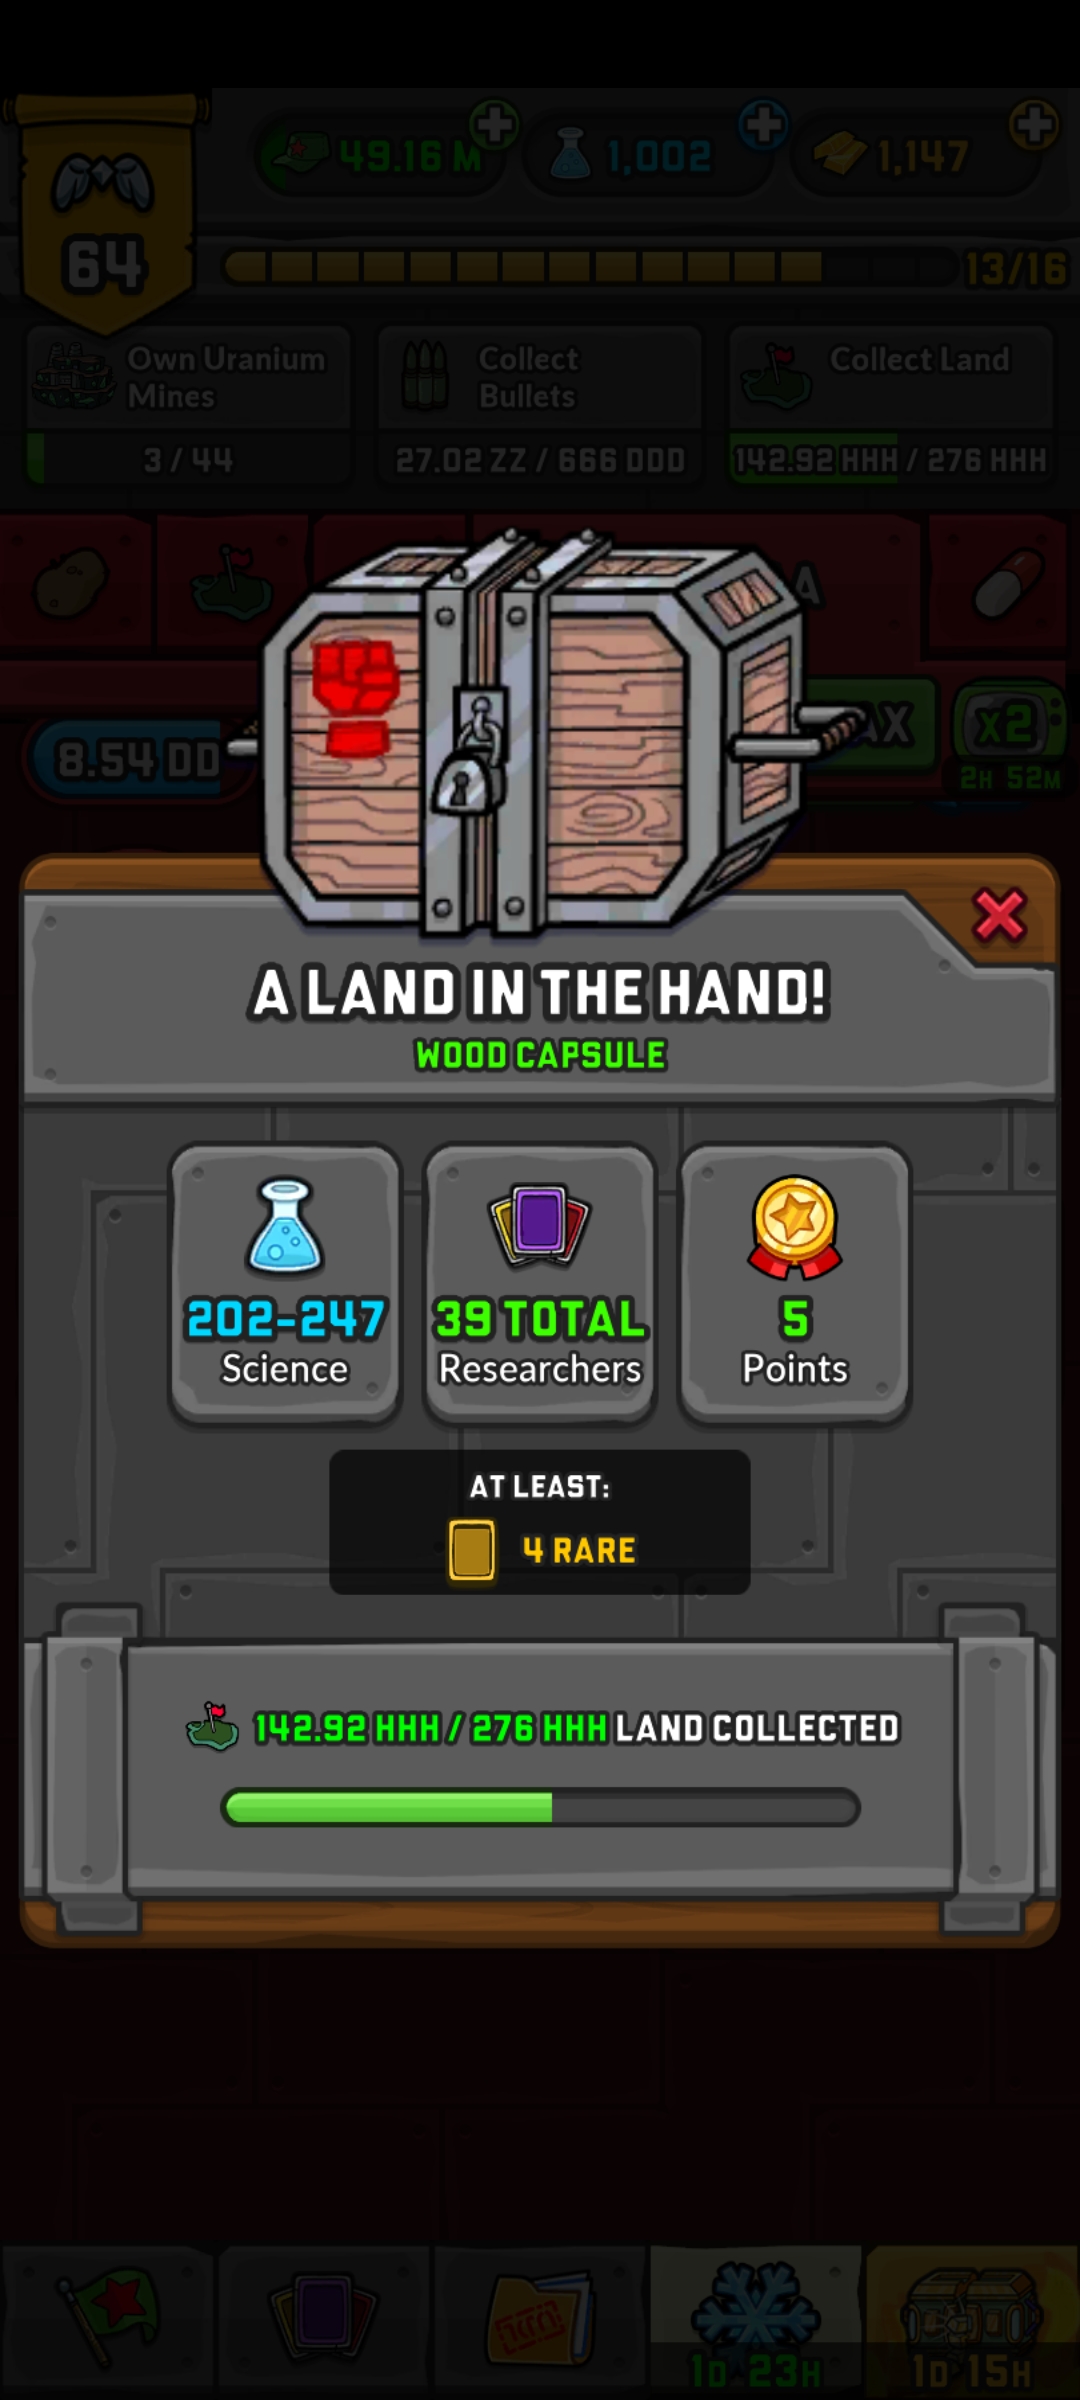 49.16 M
1,002
1,147
64
13/16
Own Uranium
Mines
Collect
Bullets
Collect Land
3 / 44
27.02 ZZ / 666 DDD
142.92 HHH / 276 HHH
8.54 DD
X2
2H 52M
A LAND IN THE HAND!
WOOD CAPSULE
202-247
Science
39 TOTAL
Researchers
5
Points
AT LEAST:
4 RARE
142.92 HHH / 276 HHH LAND COLLECTED
1D 23H
1D 15H